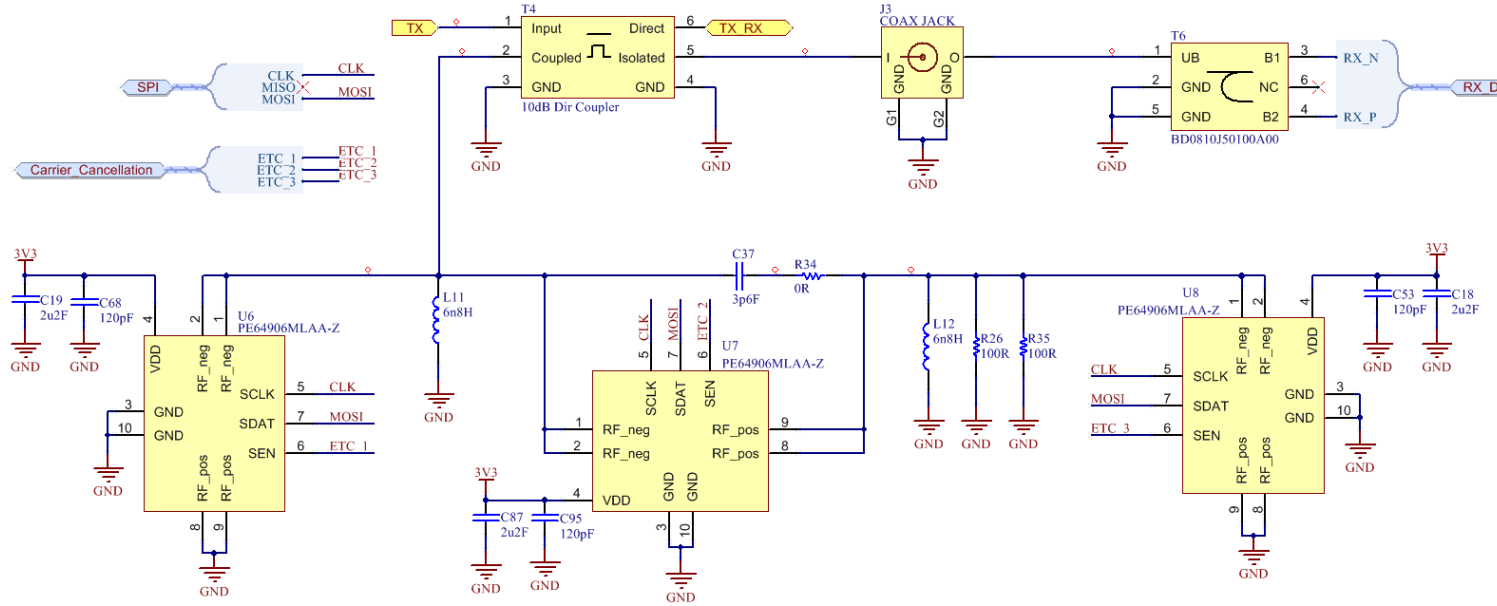 T4
TX
1
Input
Direct
6
TX_RX
2
Coupled
Isolated
5
3
GND
GND
4
10dB Dir Coupler
GND
GND
J3
COAX JACK
I
O
GND
GND
G1
G2
GND
T6
1
UB
B1
3
RX_N
2
GND
NC
6
5
GND
B2
4
RX_P
BD0810J50100A00
GND
RX_D
SPI
CLK
CLK
MISO
MOSI
MOSI
Carrier_Cancellation
ETC_1
ETC_1
ETC_2
ETC_2
ETC_3
ETC_3
3V3
C19
2u2F
C68
120pF
GND
GND
4
2
1
U6
PE64906MLAA-Z
VDD
RF_neg
RF_neg
SCLK
5
CLK
3
GND
SDAT
7
MOSI
10
GND
SEN
6
ETC_1
GND
RF_pos
RF_pos
8
9
GND
L11
6n8H
GND
C37
3p6F
R34
0R
CLK
MOSI
ETC_2
5
7
6
U7
PE64906MLAA-Z
SCLK
SDAT
SEN
1
RF_neg
RF_pos
9
2
RF_neg
RF_pos
8
GND
GND
4
VDD
3
10
GND
3V3
C87
2u2F
C95
120pF
GND
GND
L12
6n8H
R26
100R
R35
100R
GND
GND
GND
U8
PE64906MLAA-Z
1
2
4
RF_neg
RF_neg
VDD
CLK
5
SCLK
MOSI
7
SDAT
ETC_3
6
SEN
GND
3
GND
10
GND
RF_pos
RF_pos
9
8
GND
3V3
C53
120pF
C18
2u2F
GND
GND